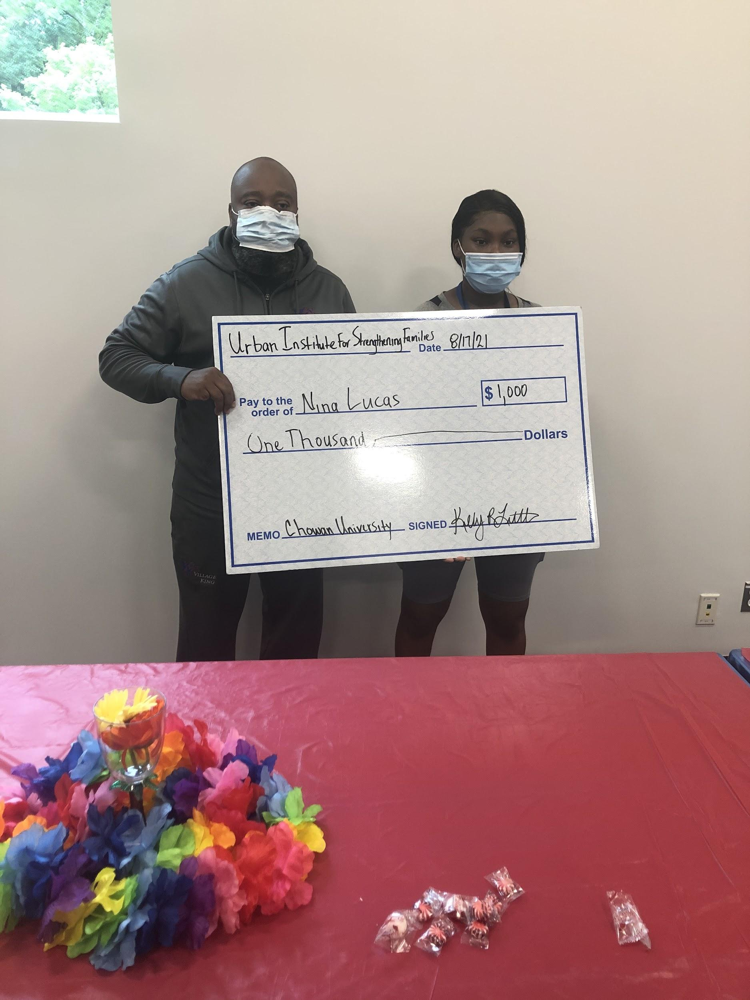 Urban Institute For Strengthening Families Date 8/17/21
Pay to the
order of Nina Lucas $ 1,000
One Thousand Dollars
MEMO Chowan University SIGNED Kelly
VILLAGE
KING